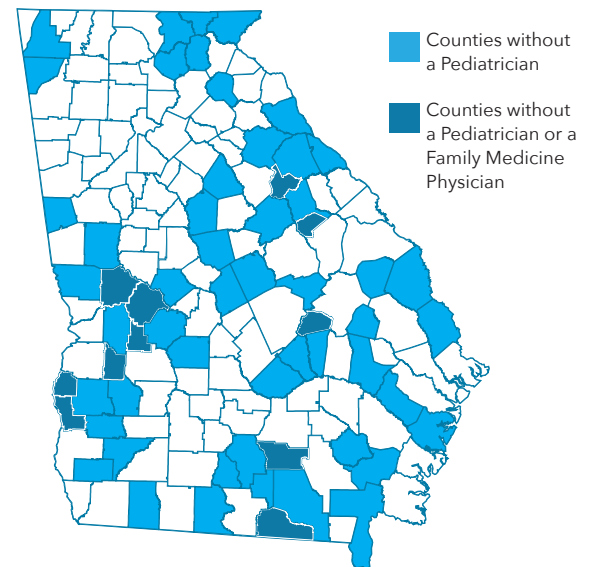 Counties without
a Pediatrician
Counties without
a Pediatrician or a
Family Medicine
Physician